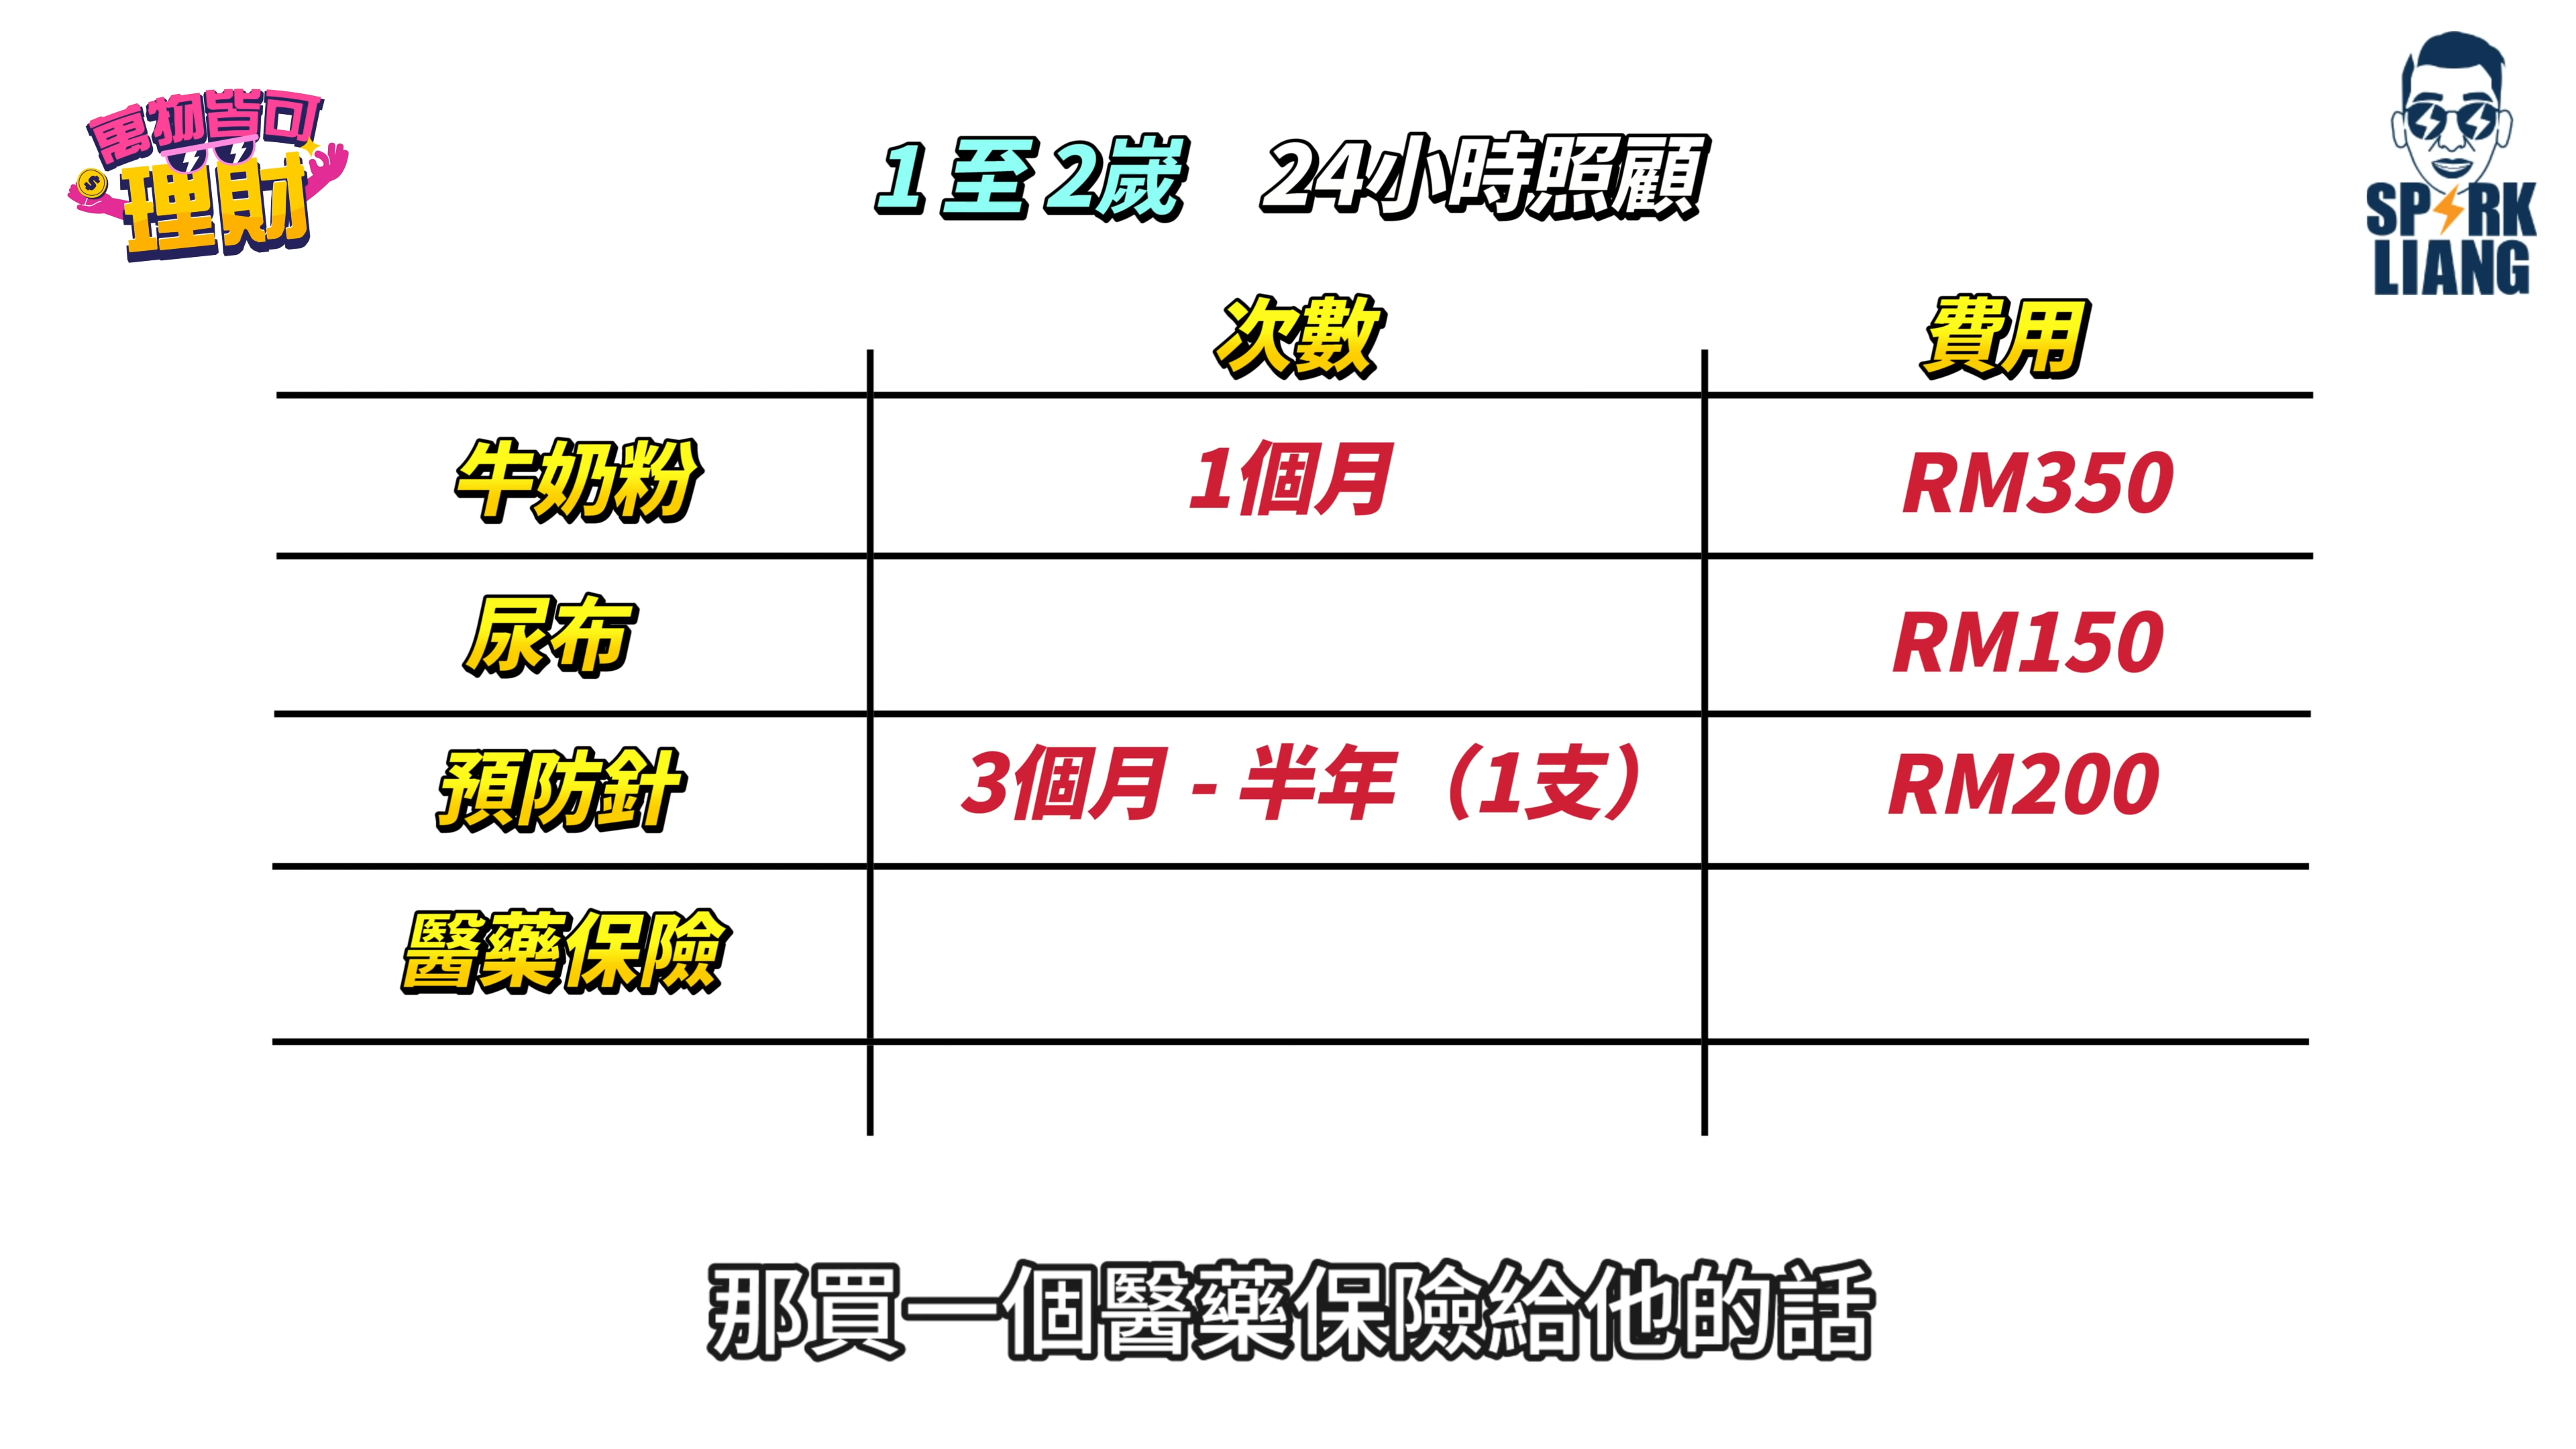 萬物皆可
理財
SPARK
LIANG
1 至 2歲 24小時照顧
次數 費用
牛奶粉 1個月 RM350
尿布 RM150
預防針 3個月 - 半年（1支） RM200
醫藥保險
那買一個醫藥保險給他的話